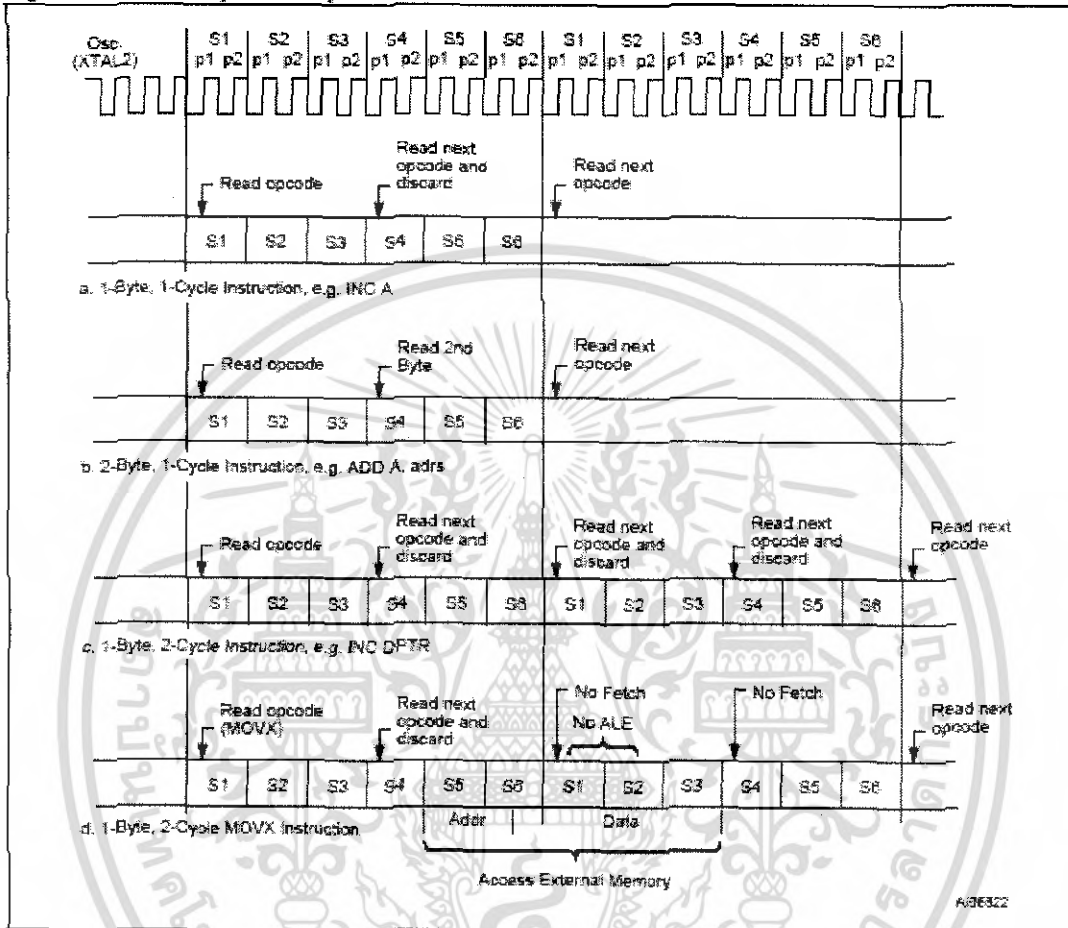 Osc.
(XTAL2)
S1 S2 S3 S4 S5 S6 S1 S2 S3 S4 S5 S6
p1 p2 p1 p2 p1 p2 p1 p2 p1 p2 p1 p2 p1 p2 p1 p2 p1 p2 p1 p2 p1 p2 p1 p2
Read opcode
Read next
opcode and
discard
Read next
opcode
S1 S2 S3 S4 S5 S6
a. 1-Byte, 1-Cycle Instruction, e.g. INC A
Read opcode
Read 2nd
Byte
Read next
opcode
S1 S2 S3 S4 S5 S6
b. 2-Byte, 1-Cycle Instruction, e.g. ADD A, adrs
Read opcode
Read next
opcode and
discard
Read next
opcode and
discard
Read next
opcode and
discard
Read next
opcode
S1 S2 S3 S4 S5 S6 S1 S2 S3 S4 S5 S6
c. 1-Byte, 2-Cycle Instruction, e.g. INC DPTR
Read opcode
(MOVX)
Read next
opcode and
discard
No Fetch
No ALE
No Fetch
Read next
opcode
S1 S2 S3 S4 S5 S6 S1 S2 S3 S4 S5 S6
d. 1-Byte, 2-Cycle MOVX Instruction
Addr Data
Access External Memory